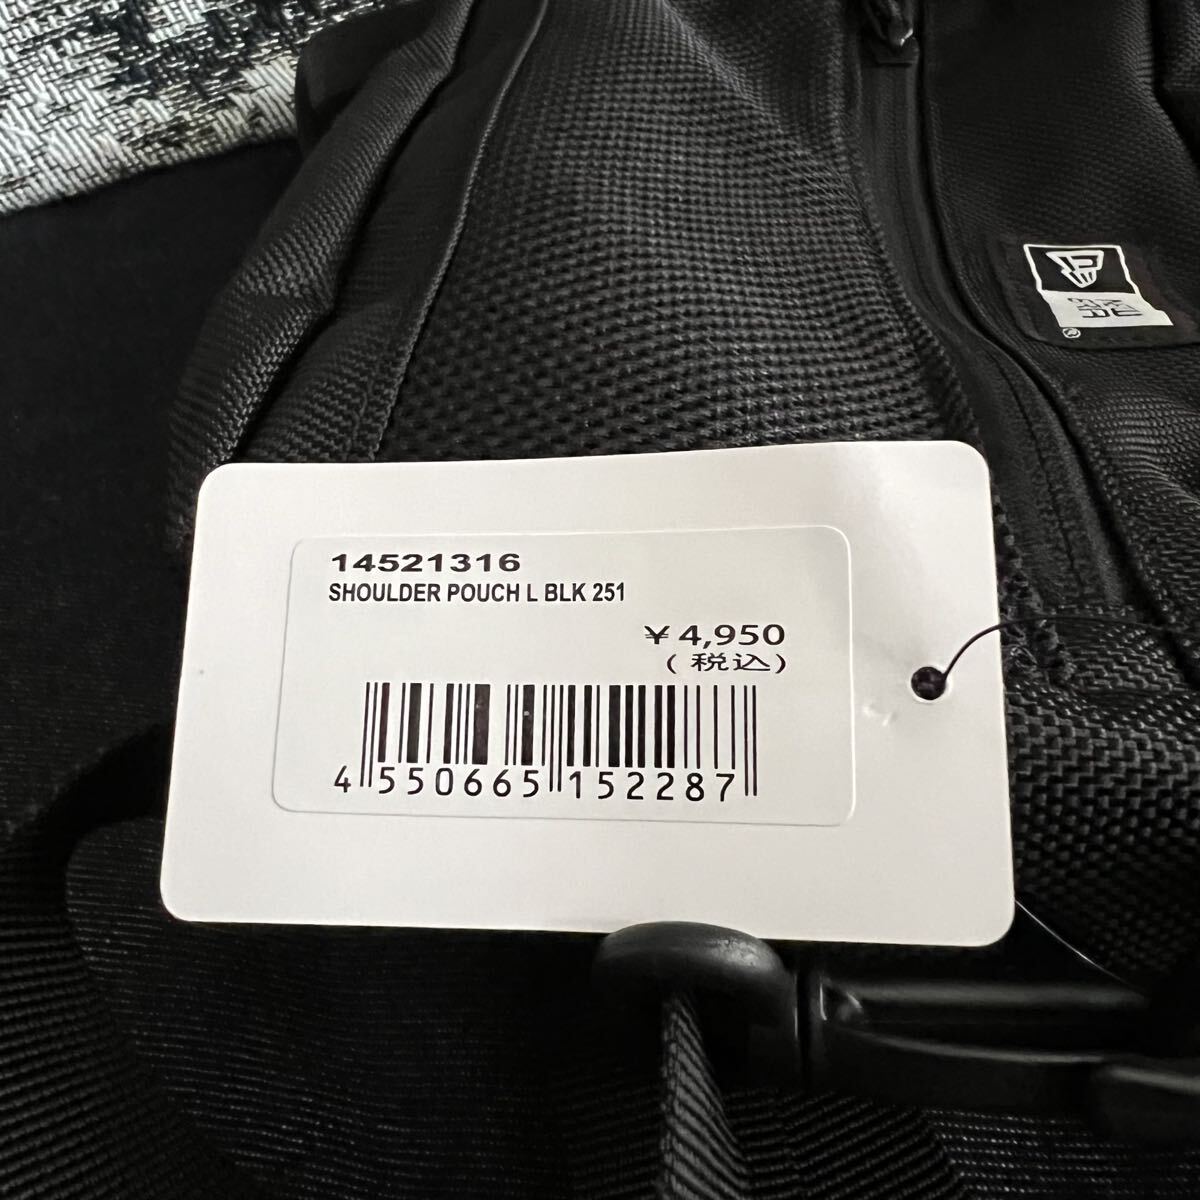 14521316
SHOULDER POUCH L BLK 251
¥ 4,950
(税込)
4 550665 152287
®